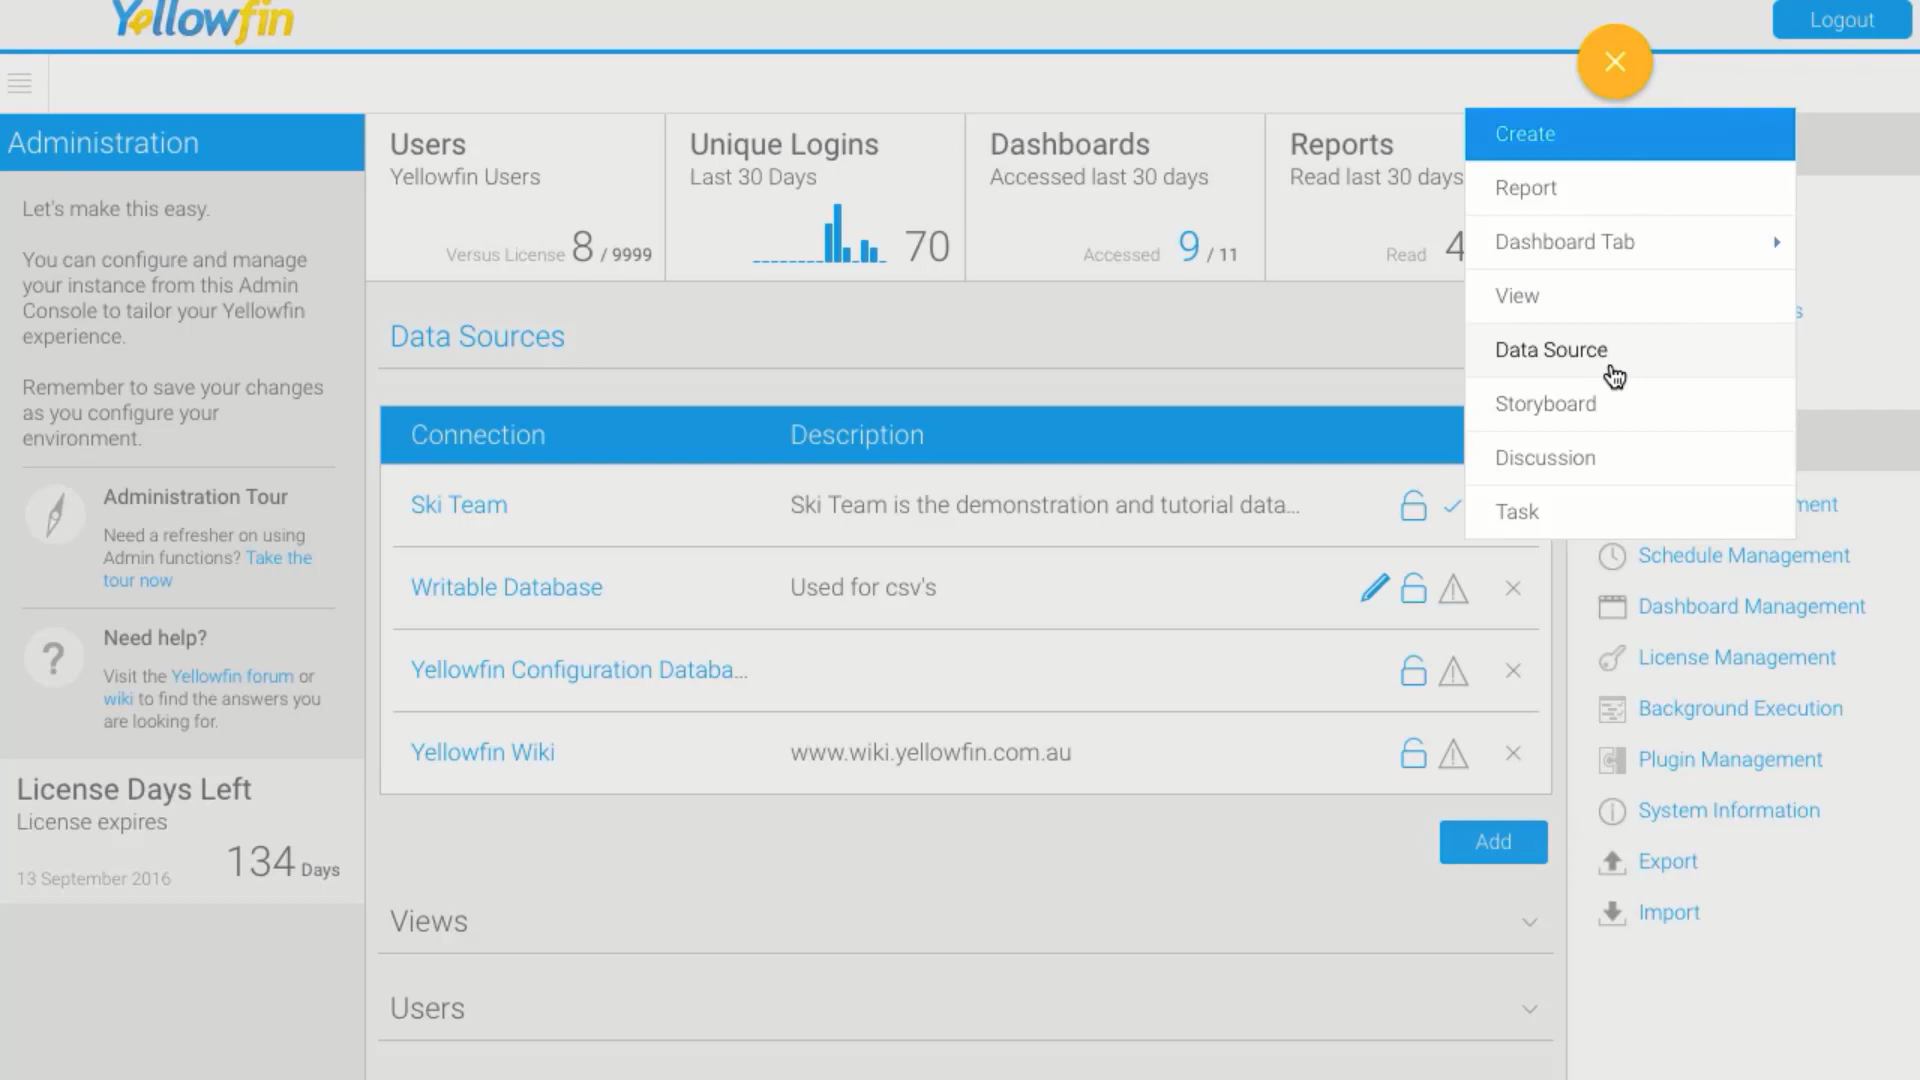 Yellowfin
Logout
Administration
Let's make this easy.
You can configure and manage
your instance from this Admin
Console to tailor your Yellowfin
experience.
Remember to save your changes
as you configure your
environment.
Administration Tour
Need a refresher on using
Admin functions? Take the
tour now
Need help?
Visit the Yellowfin forum or
wiki to find the answers you
are looking for.
License Days Left
License expires
13 September 2016
134 Days
Users
Yellowfin Users
Versus License 8 / 9999
Unique Logins
Last 30 Days
70
Dashboards
Accessed last 30 days
Accessed 9 / 11
Reports
Read last 30 days
Read 4
Create
Report
Dashboard Tab
View
Data Source
Storyboard
Discussion
Task
Data Sources
Connection Description
Ski Team Ski Team is the demonstration and tutorial data...
Writable Database Used for csv's
Yellowfin Configuration Databa...
Yellowfin Wiki www.wiki.yellowfin.com.au
Add
Views
Users
Schedule Management
Dashboard Management
License Management
Background Execution
Plugin Management
System Information
Export
Import